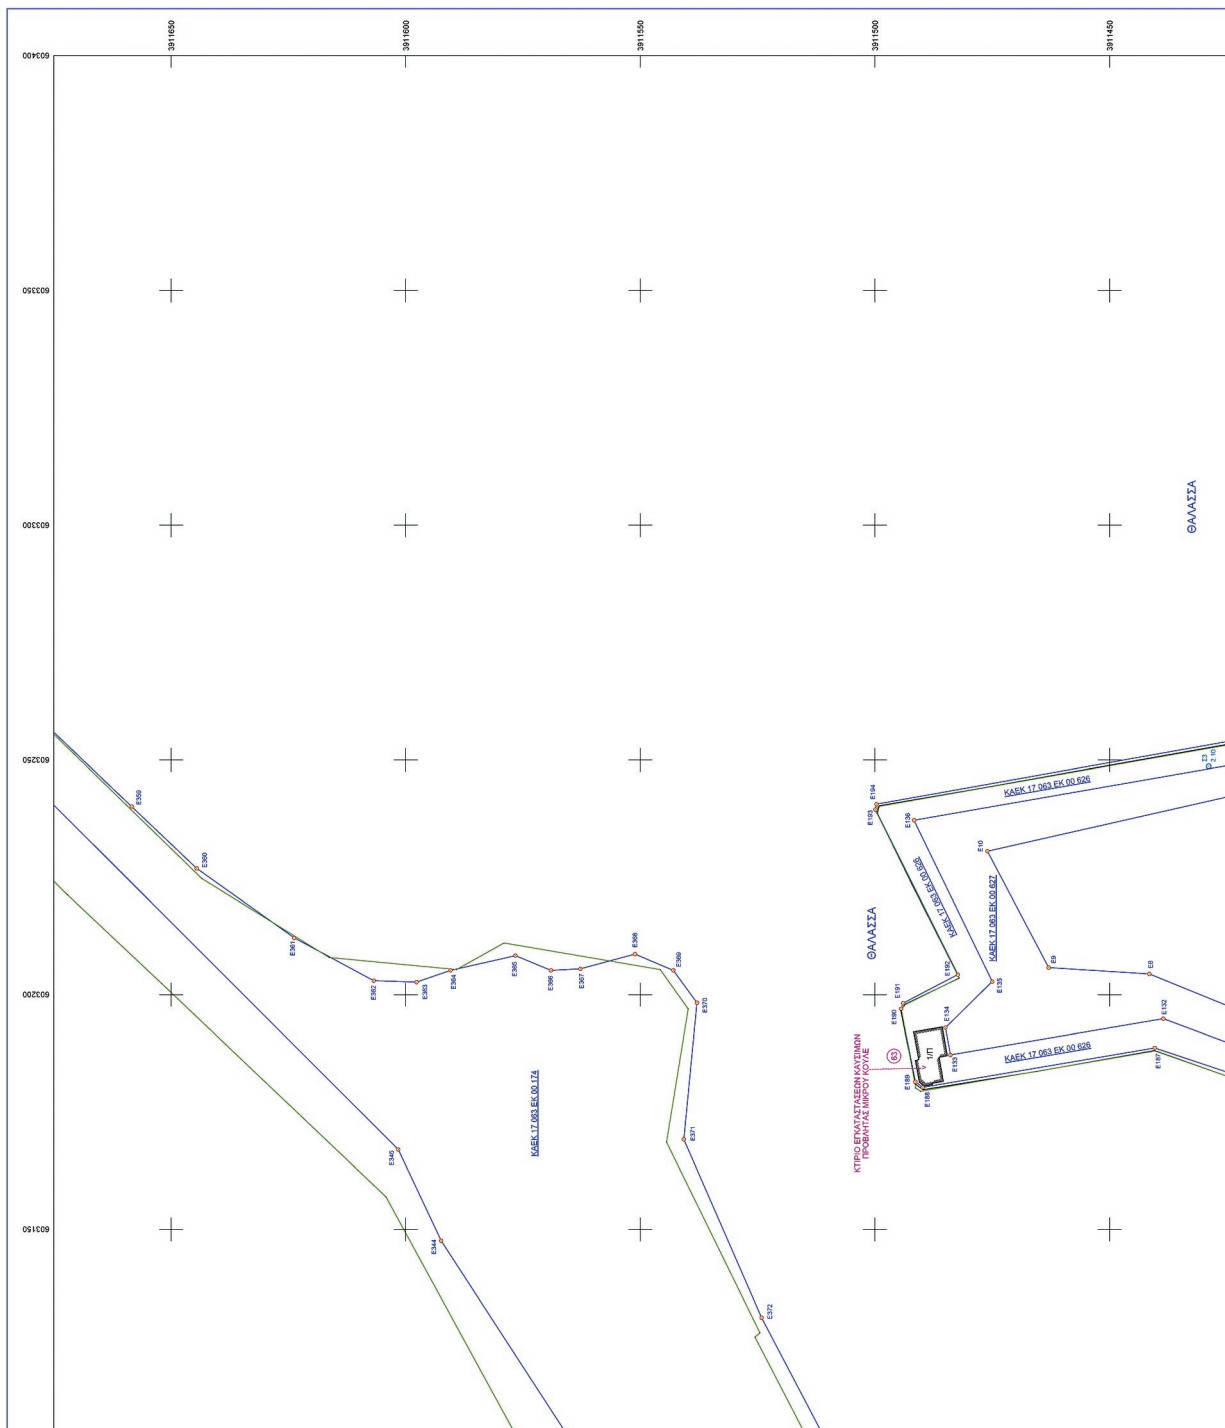 3911650
3911600
3911550
3911500
3911450
603400
603350
603300
603250
603200
603150
ΘΑΛΑΣΣΑ
Σ3
2.10
E359
E360
E361
E362
E363
E364
E365
E366
E367
E368
E369
E370
E371
E372
E345
E344
ΚΑΕΚ 17 063 ΕΚ 00 174
E194
E193
E136
ΚΑΕΚ 17 063 ΕΚ 00 626
E10
ΚΑΕΚ 17 063 ΕΚ 00 626
ΚΑΕΚ 17 063 ΕΚ 00 627
ΘΑΛΑΣΣΑ
E192
E191
E190
E9
E8
E135
E134
E133
E132
E189
E188
E187
ΚΑΕΚ 17 063 ΕΚ 00 626
63
1/Π
ΚΤΙΡΙΟ ΕΓΚΑΤΑΣΤΑΣΕΩΝ ΚΑΥΣΙΜΩΝ
ΠΡΟΒΛΗΤΑΣ ΜΙΚΡΟΥ ΚΟΥΛΕ